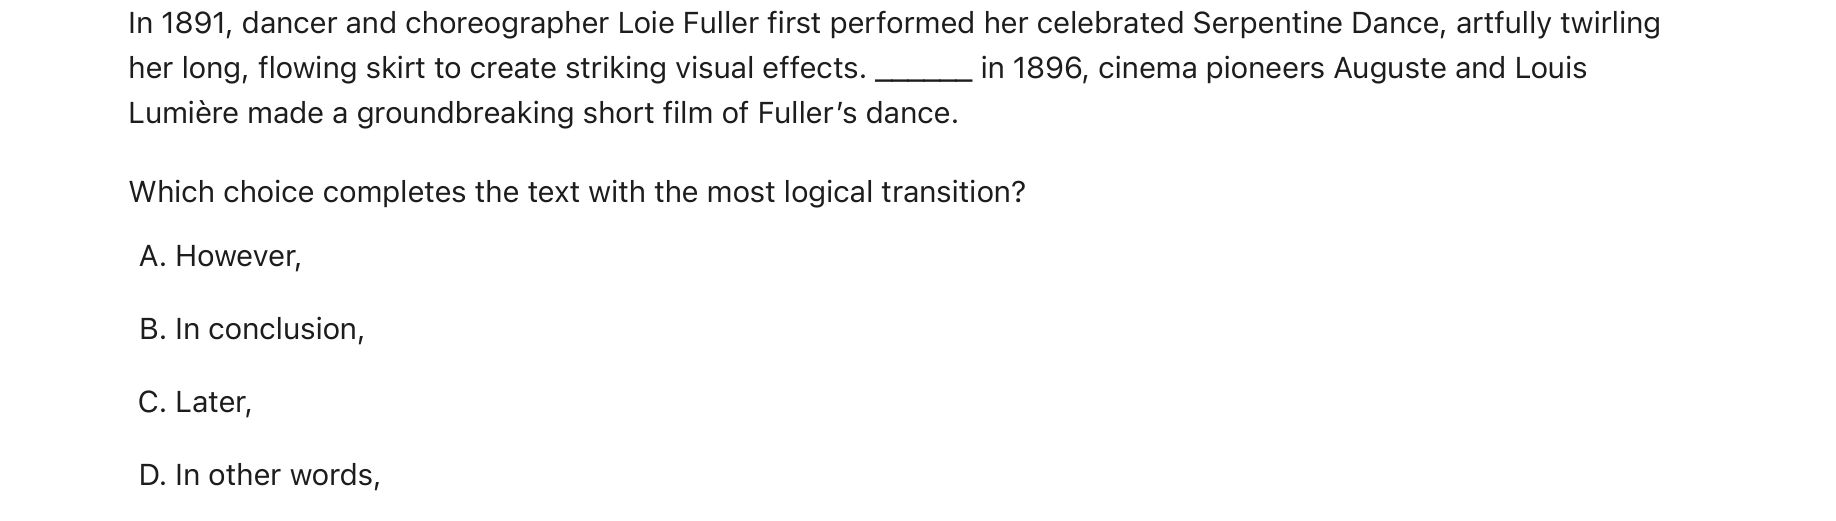 In 1891, dancer and choreographer Loie Fuller first performed her celebrated Serpentine Dance, artfully twirling
her long, flowing skirt to create striking visual effects. ______ in 1896, cinema pioneers Auguste and Louis
Lumière made a groundbreaking short film of Fuller’s dance.
Which choice completes the text with the most logical transition?
A. However,
B. In conclusion,
C. Later,
D. In other words,